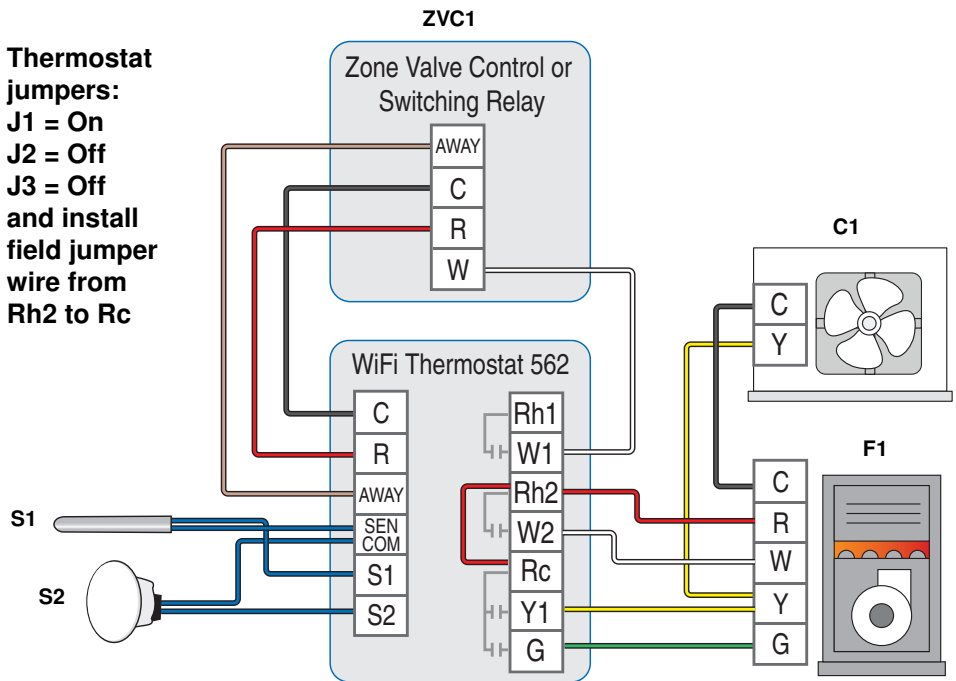 ZVC1
Thermostat
jumpers:
J1 = On
J2 = Off
J3 = Off
and install
field jumper
wire from
Rh2 to Rc
Zone Valve Control or
Switching Relay
AWAY
C
R
W
C1
C
Y
WiFi Thermostat 562
C
R
AWAY
SEN
COM
S1
S2
Rh1
W1
Rh2
W2
Rc
Y1
G
S1
S2
F1
C
R
W
Y
G